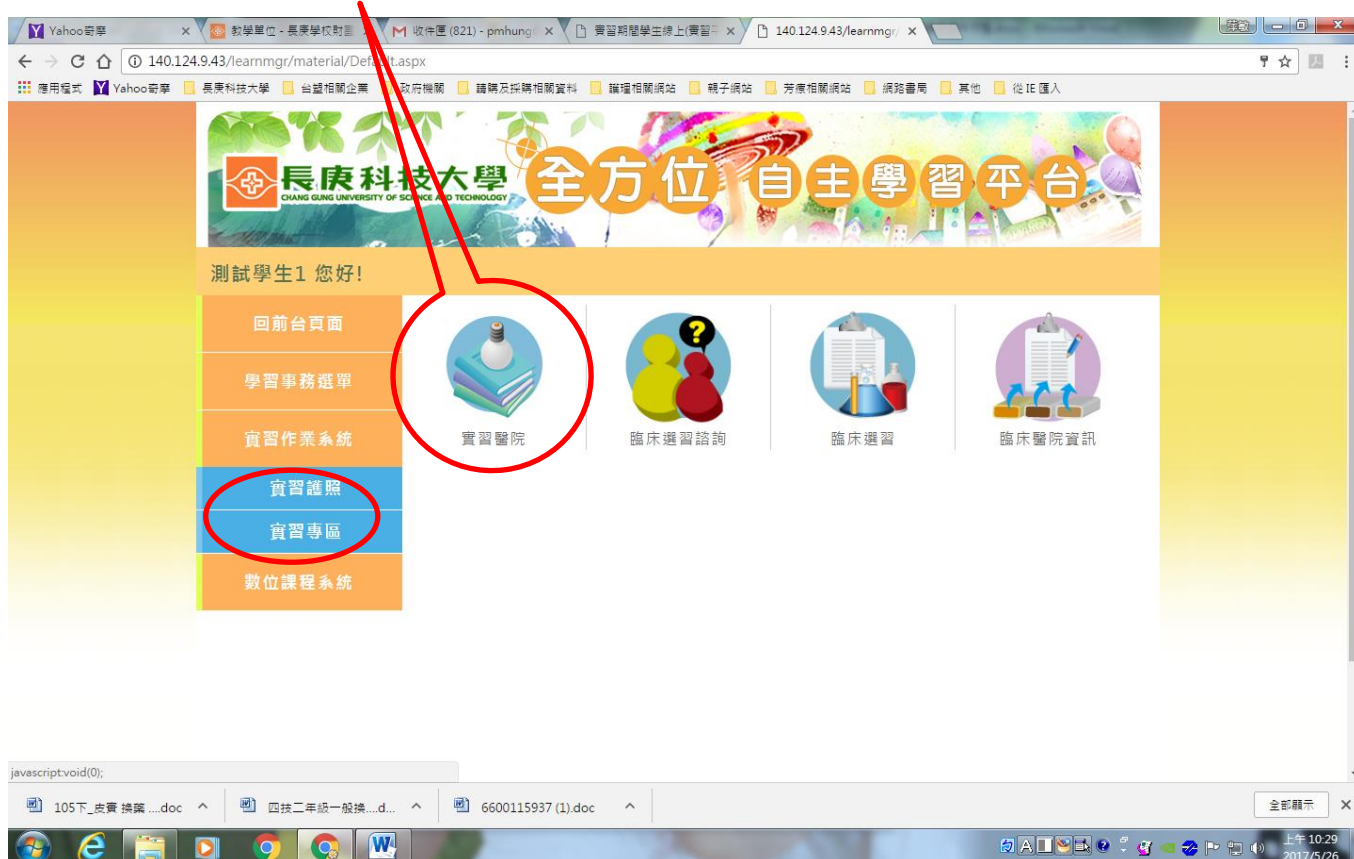 Yahoo奇摩
教學單位 - 長庚學校財團
收件匣 (821) - pmhung
實習期間學生線上(實習平
140.124.9.43/learnmgr/
140.124.9.43/learnmgr/material/Default.aspx
應用程式 Yahoo奇摩 長庚科技大學 台塑相關企業 政府機關 請購及採購相關資料 護理相關網站 親子網站 芳療相關網站 網路書局 其他 從 IE 匯入
長庚科技大學 全方位自主學習平台
CHANG GUNG UNIVERSITY OF SCIENCE AND TECHNOLOGY
測試學生1 您好!
回前台頁面
學習事務選單
實習作業系統
實習護照
實習專區
數位課程系統
實習醫院
臨床選習諮詢
臨床選習
臨床醫院資訊
javascript:void(0);
105下_皮膏 換藥 ....doc
四技二年級一般換....d...
6600115937 (1).doc
全部顯示
上午 10:29
2017/5/26